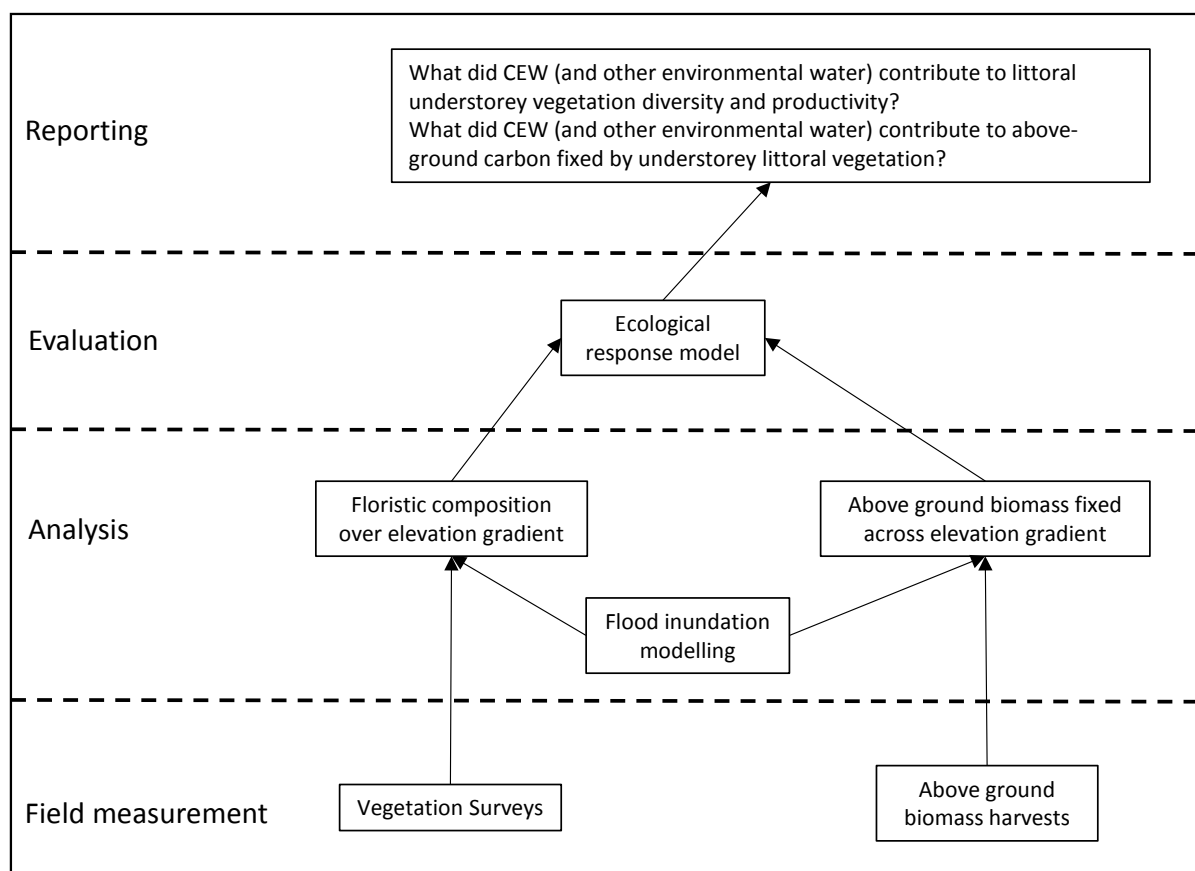 Reporting
What did CEW (and other environmental water) contribute to littoral
understorey vegetation diversity and productivity?
What did CEW (and other environmental water) contribute to above-
ground carbon fixed by understorey littoral vegetation?
Evaluation
Ecological
response model
Analysis
Floristic composition
over elevation gradient
Above ground biomass fixed
across elevation gradient
Flood inundation
modelling
Field measurement
Vegetation Surveys
Above ground
biomass harvests